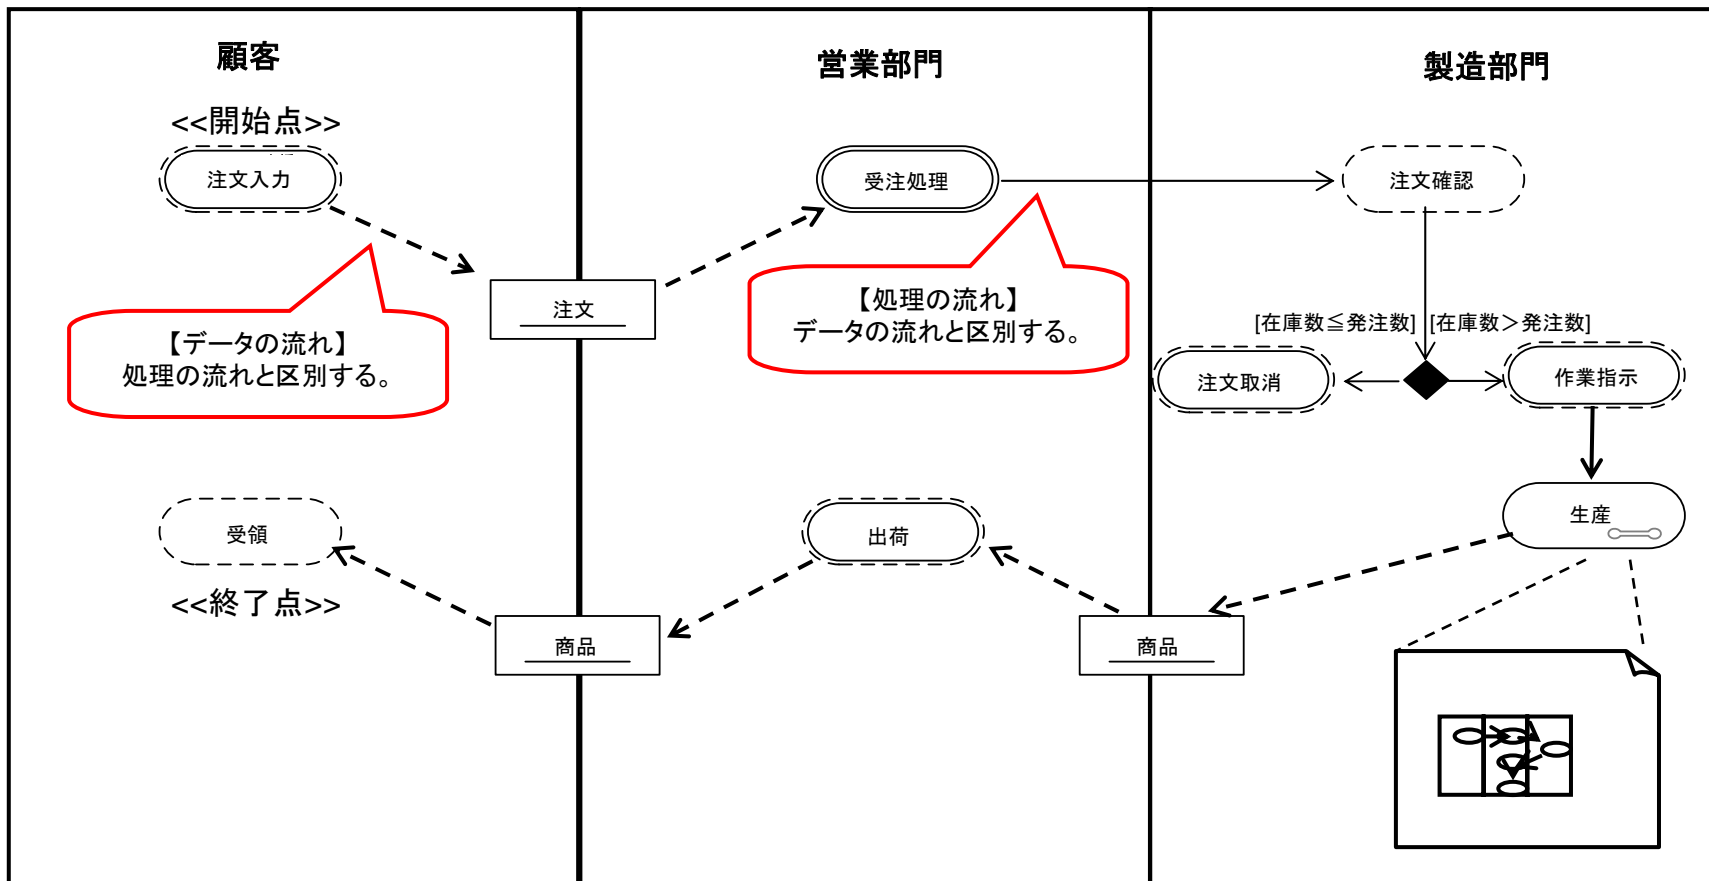 顧客
営業部門
製造部門
<<開始点>>
注文入力
受注処理
注文確認
注文
【データの流れ】
処理の流れと区別する。
【処理の流れ】
データの流れと区別する。
[在庫数≦発注数]
[在庫数＞発注数]
注文取消
作業指示
受領
出荷
生産
<<終了点>>
商品
商品